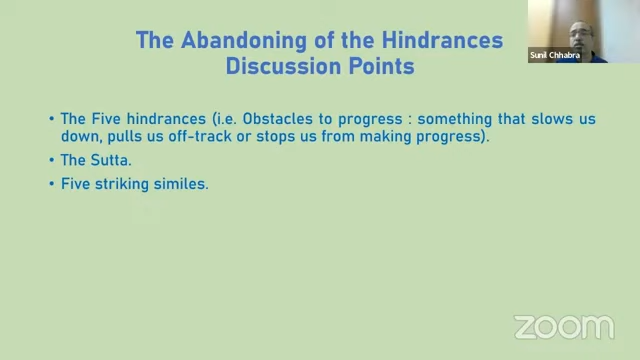 The Abandoning of the Hindrances
Discussion Points
Sunil Chhabra
• The Five hindrances (i.e. Obstacles to progress : something that slows us
down, pulls us off-track or stops us from making progress).
• The Sutta.
• Five striking similes.
zoom